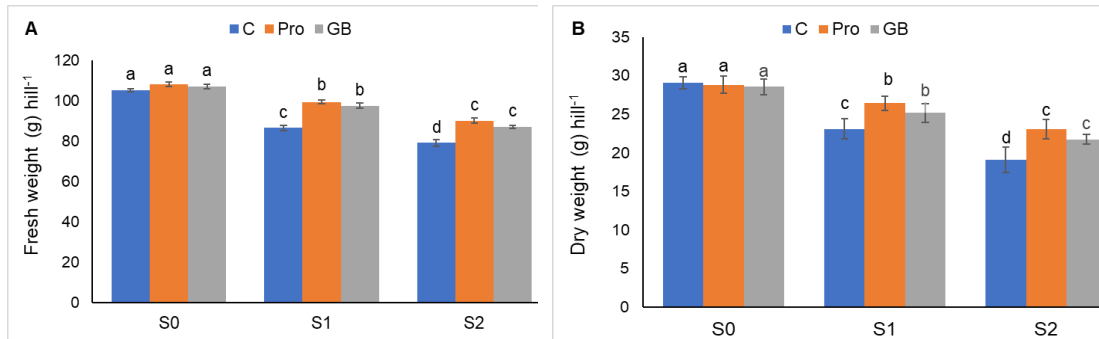 A
C Pro GB
Fresh weight (g) hill-1
120
100
80
60
40
20
0
a a a
c b b
d c c
S0 S1 S2
B
C Pro GB
Dry weight (g) hill-1
35
30
25
20
15
10
5
0
a a a
c b b
d c c
S0 S1 S2